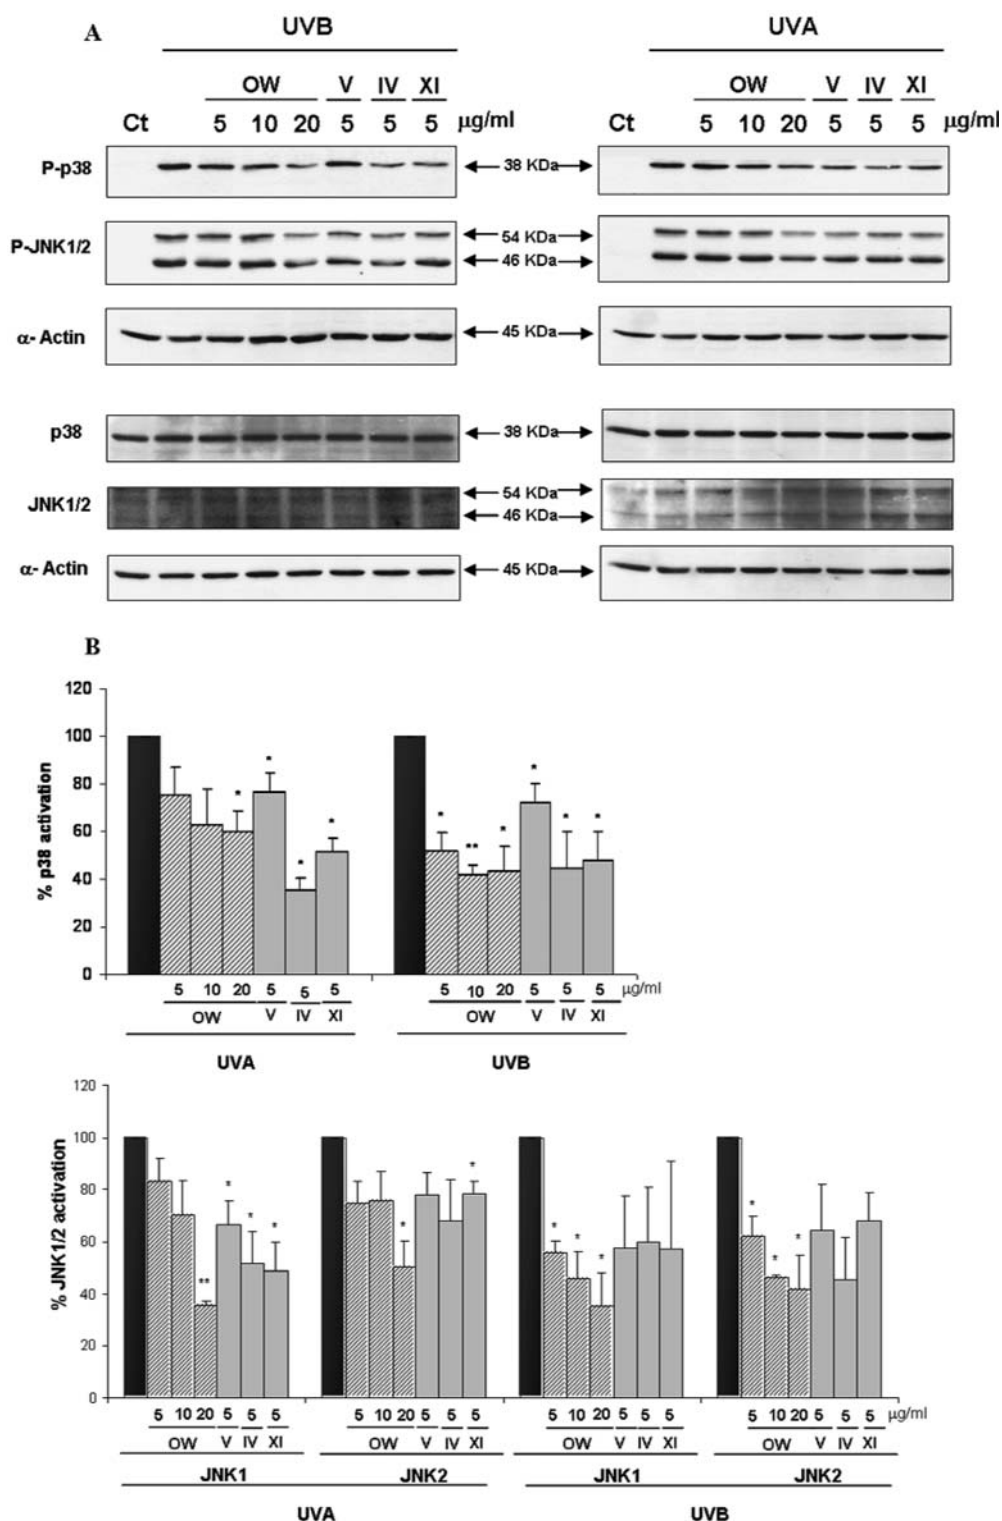 A
UVB UVA
OW V IV XI OW V IV XI
Ct 5 10 20 5 5 5 μg/ml Ct 5 10 20 5 5 5 μg/ml
P-p38 38 KDa
P-JNK1/2 54 KDa
46 KDa
α- Actin 45 KDa
p38 38 KDa
JNK1/2 54 KDa
46 KDa
α- Actin 45 KDa
B
% p38 activation
120
100
80
60
40
20
0
* * * *
* ** * * * *
5 10 20 5 5 5 5 10 20 5 5 5 μg/ml
OW V IV XI OW V IV XI
UVA UVB
% JNK1/2 activation
120
100
80
60
40
20
0
** * * *
* *
* * *
* * *
5 10 20 5 5 5 5 10 20 5 5 5 5 10 20 5 5 5 5 10 20 5 5 5 μg/ml
OW V IV XI OW V IV XI OW V IV XI OW V IV XI
JNK1 JNK2 JNK1 JNK2
UVA UVB